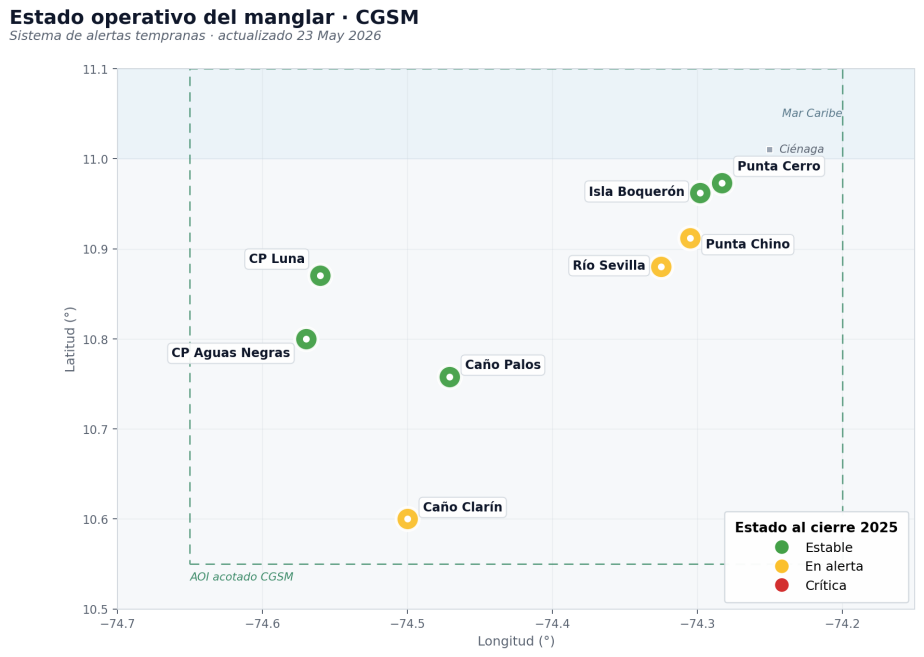 Estado operativo del manglar · CGSM
Sistema de alertas tempranas · actualizado 23 May 2026
11.1
Mar Caribe
Ciénaga
11.0
Punta Cerro
Isla Boquerón
Punta Chino
10.9
CP Luna
Río Sevilla
Latitud (°)
10.8
CP Aguas Negras
Caño Palos
10.7
Caño Clarín
10.6
Estado al cierre 2025
Estable
En alerta
Crítica
AOI acotado CGSM
10.5
−74.7 −74.6 −74.5 −74.4 −74.3 −74.2
Longitud (°)